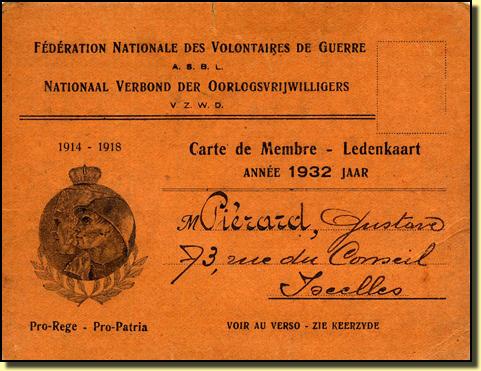 Fédération Nationale des Volontaires de Guerre
A. S. B. L.
Nationaal Verbond der Oorlogsvrijwilligers
V. Z. W. D.
1914 - 1918
Carte de Membre - Ledenkaart
ANNÉE 1932 JAAR
M Piérard, Gustave
73, rue du Conseil
Ixelles
Pro-Rege - Pro-Patria
VOIR AU VERSO - ZIE KEERZYDE